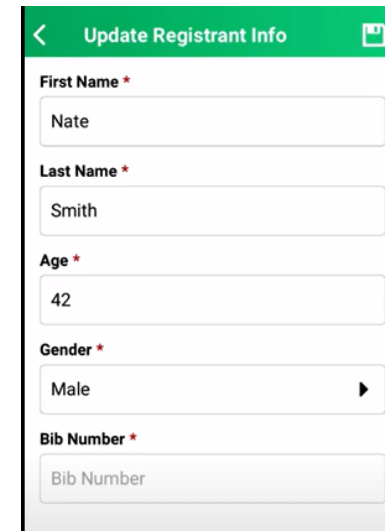 Update Registrant Info
First Name *
Nate
Last Name *
Smith
Age *
42
Gender *
Male
Bib Number *
Bib Number